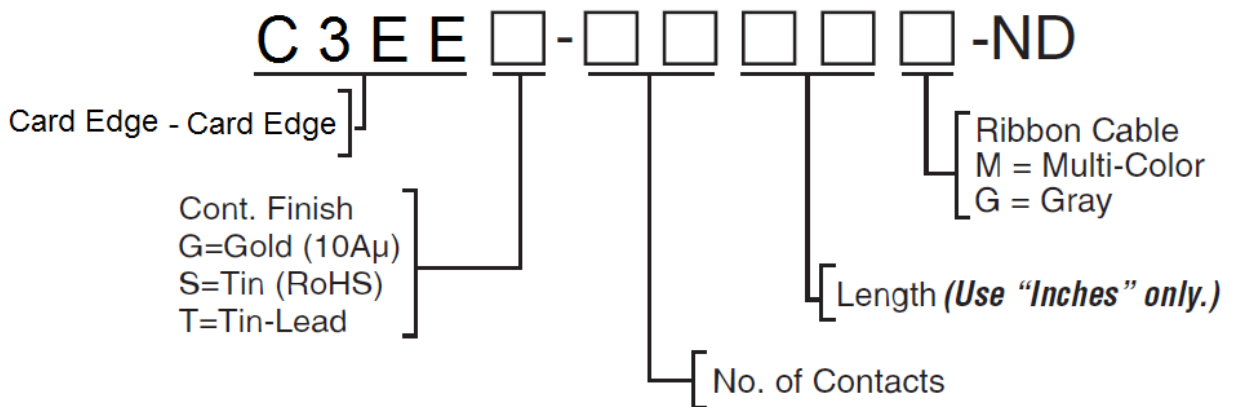 C 3 E E □ - □ □ □ □ □ -ND
Card Edge - Card Edge
Ribbon Cable
M = Multi-Color
G = Gray
Cont. Finish
G=Gold (10Aµ)
S=Tin (RoHS)
T=Tin-Lead
Length (Use “Inches” only.)
No. of Contacts